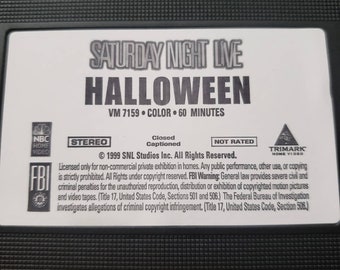 SATURDAY NIGHT LIVE
HALLOWEEN
VM 7159 • COLOR • 60 MINUTES
NBC
HOME
VIDEO
STEREO
Closed
Captioned
NOT RATED
TRIMARK
HOME VIDEO
© 1999 SNL Studios Inc. All Rights Reserved.
FBI
Licensed only for non-commercial private exhibition in homes. Any public performance, other use, or copying
is strictly prohibited. All Rights under copyright reserved. FBI Warning: General law provides severe civil and
criminal penalties for the unauthorized reproduction, distribution or exhibition of copyrighted motion pictures
and video tapes. (Title 17, United States Code, Sections 501 and 506.) The Federal Bureau of Investigation
investigates allegations of criminal copyright infringement. (Title 17, United States Code, Section 506.)